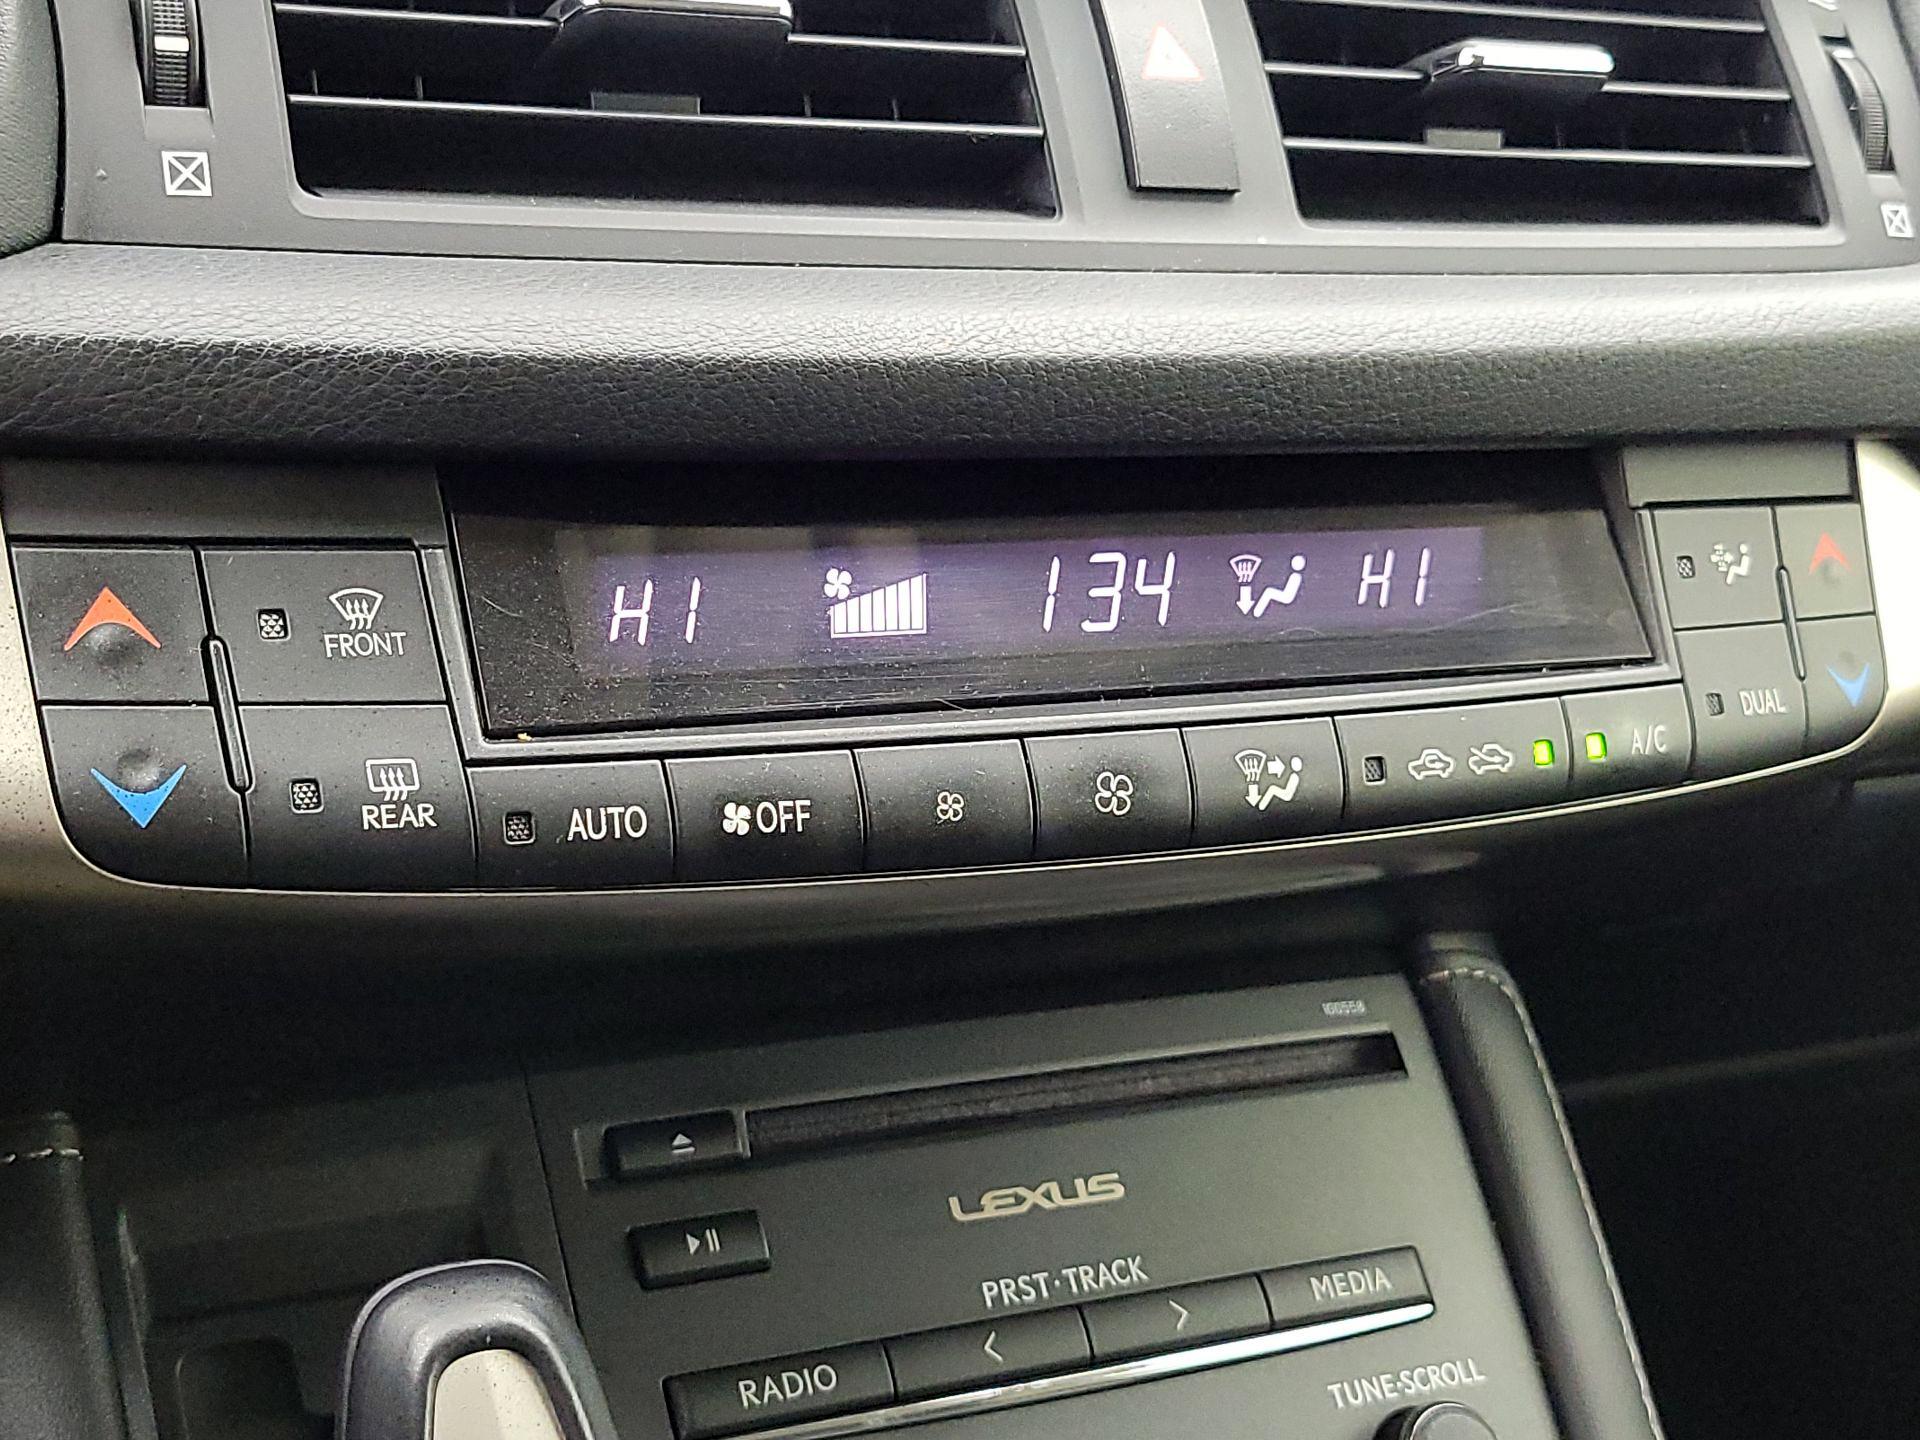 HI 134 HI
FRONT
REAR
AUTO
OFF
A/C
DUAL
LEXUS
PRST·TRACK
RADIO
< >
MEDIA
TUNE·SCROLL